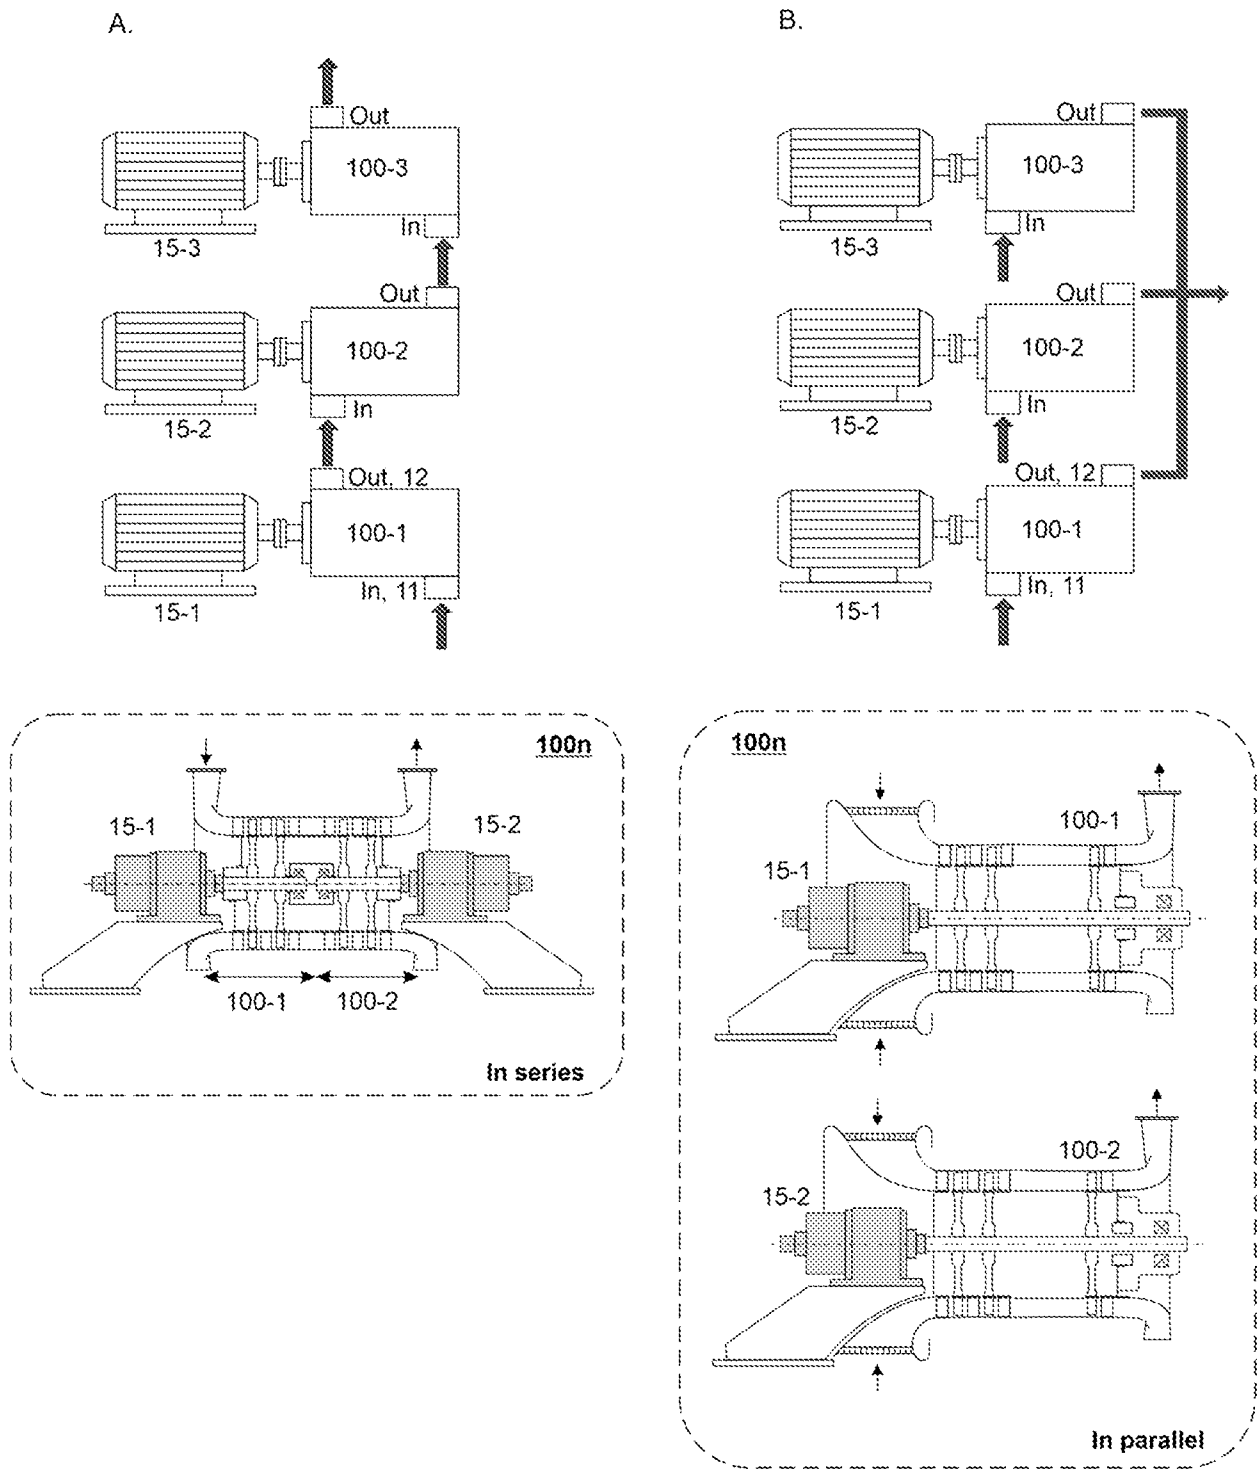 A.
Out
100-3
In
15-3
Out
100-2
In
15-2
Out, 12
100-1
In, 11
15-1
B.
Out
100-3
In
15-3
Out
100-2
In
15-2
Out, 12
100-1
In, 11
15-1
100n
15-1
15-2
100-1
100-2
In series
100n
100-1
15-1
100-2
15-2
In parallel